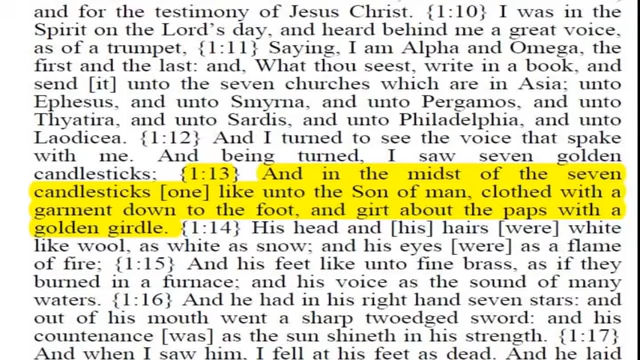 and for the testimony of Jesus Christ. {1:10} I was in the
Spirit on the Lord's day, and heard behind me a great voice,
as of a trumpet, {1:11} Saying, I am Alpha and Omega, the
first and the last: and, What thou seest, write in a book, and
send [it] unto the seven churches which are in Asia; unto
Ephesus, and unto Smyrna, and unto Pergamos, and unto
Thyatira, and unto Sardis, and unto Philadelphia, and unto
Laodicea. {1:12} And I turned to see the voice that spake
with me. And being turned, I saw seven golden
candlesticks; {1:13} And in the midst of the seven
candlesticks [one] like unto the Son of man, clothed with a
garment down to the foot, and girt about the paps with a
golden girdle. {1:14} His head and [his] hairs [were] white
like wool, as white as snow; and his eyes [were] as a flame
of fire; {1:15} And his feet like unto fine brass, as if they
burned in a furnace; and his voice as the sound of many
waters. {1:16} And he had in his right hand seven stars: and
out of his mouth went a sharp twoedged sword: and his
countenance [was] as the sun shineth in his strength. {1:17}
And when I saw him, I fell at his feet as dead. And he laid